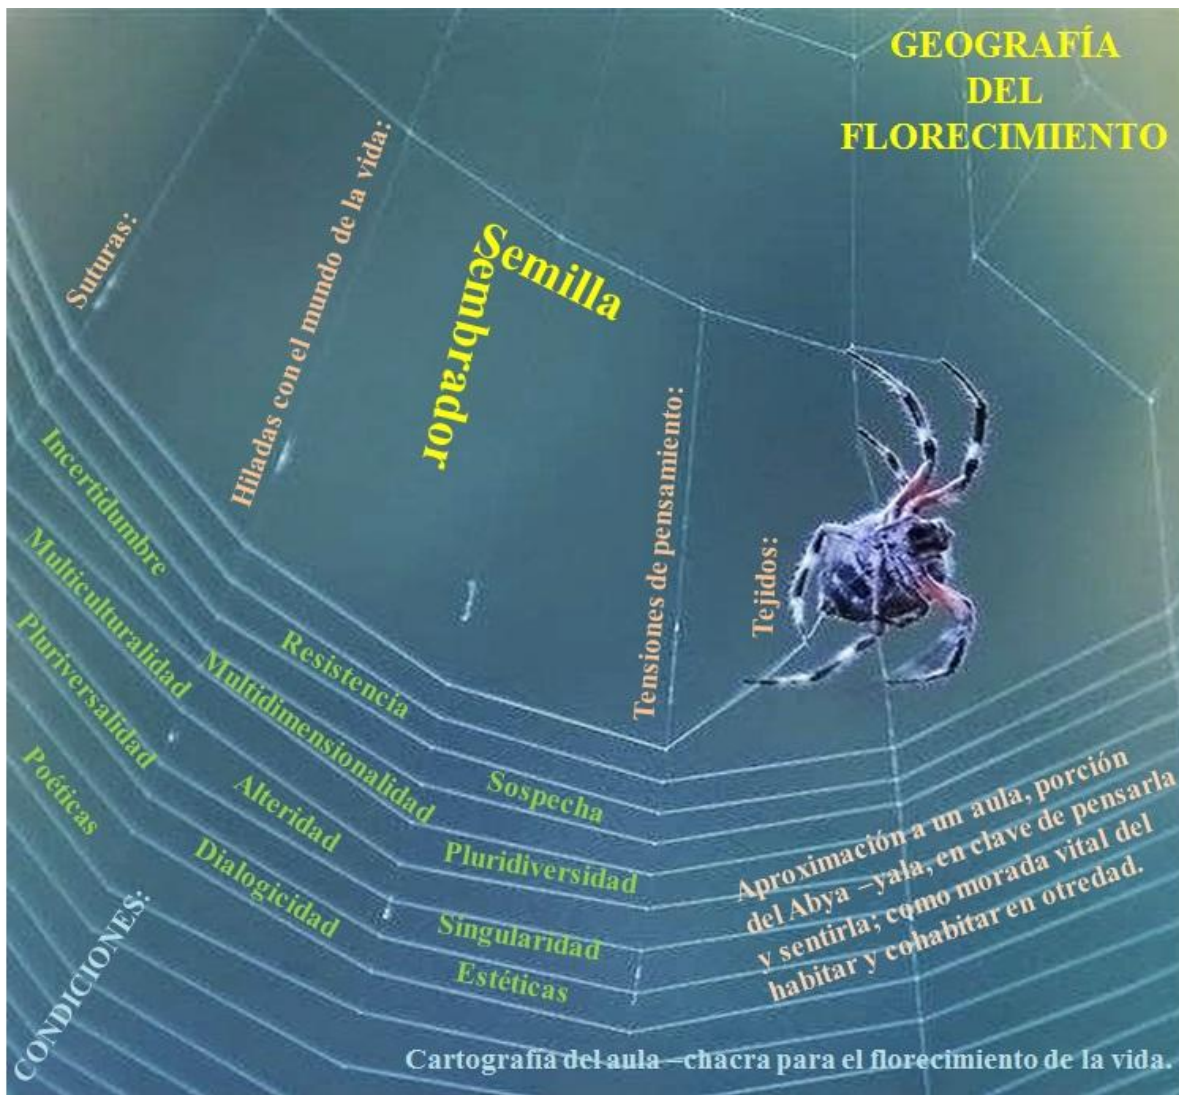 GEOGRAFÍA
DEL
FLORECIMIENTO
Suturas:
Hiladas con el mundo de la vida:
Semilla
Sembrador
Tensiones de pensamiento:
Tejidos:
Incertidumbre
Resistencia
Sospecha
Multiculturalidad
Multidimensionalidad
Pluridiversidad
Pluriversalidad
Alteridad
Singularidad
Poéticas
Dialogicidad
Estéticas
Aproximación a un aula, porción
del Abya –yala, en clave de pensarla
y sentirla; como morada vital del
habitar y cohabitar en otredad.
CONDICIONES:
Cartografía del aula –chacra para el florecimiento de la vida.